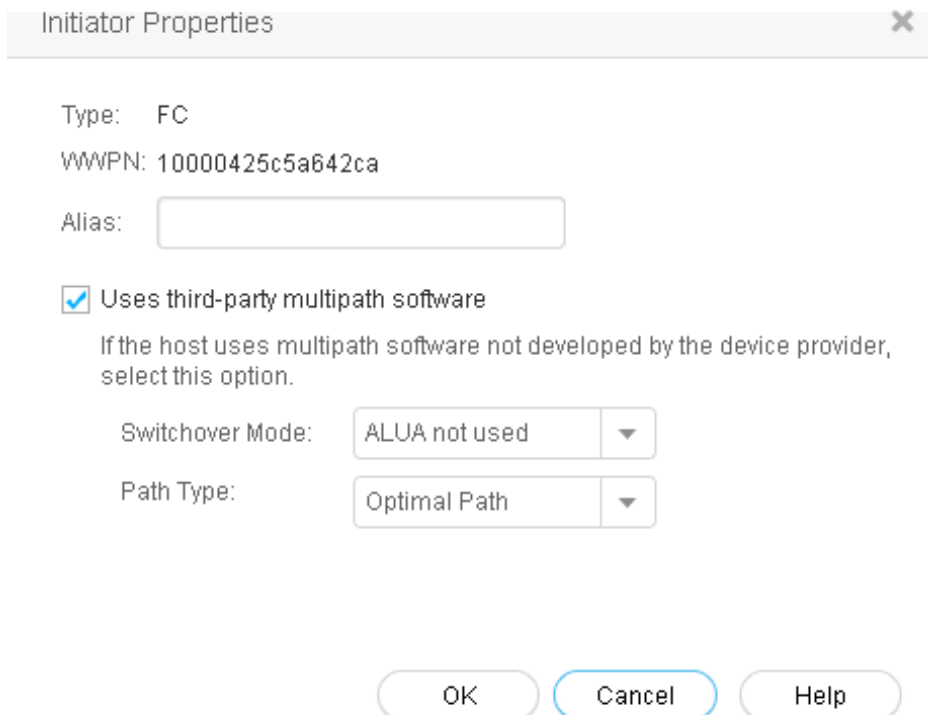 Initiator Properties
Type: FC
WWPN: 10000425c5a642ca
Alias:
Uses third-party multipath software
If the host uses multipath software not developed by the device provider,
select this option.
Switchover Mode: ALUA not used
Path Type: Optimal Path
OK Cancel Help